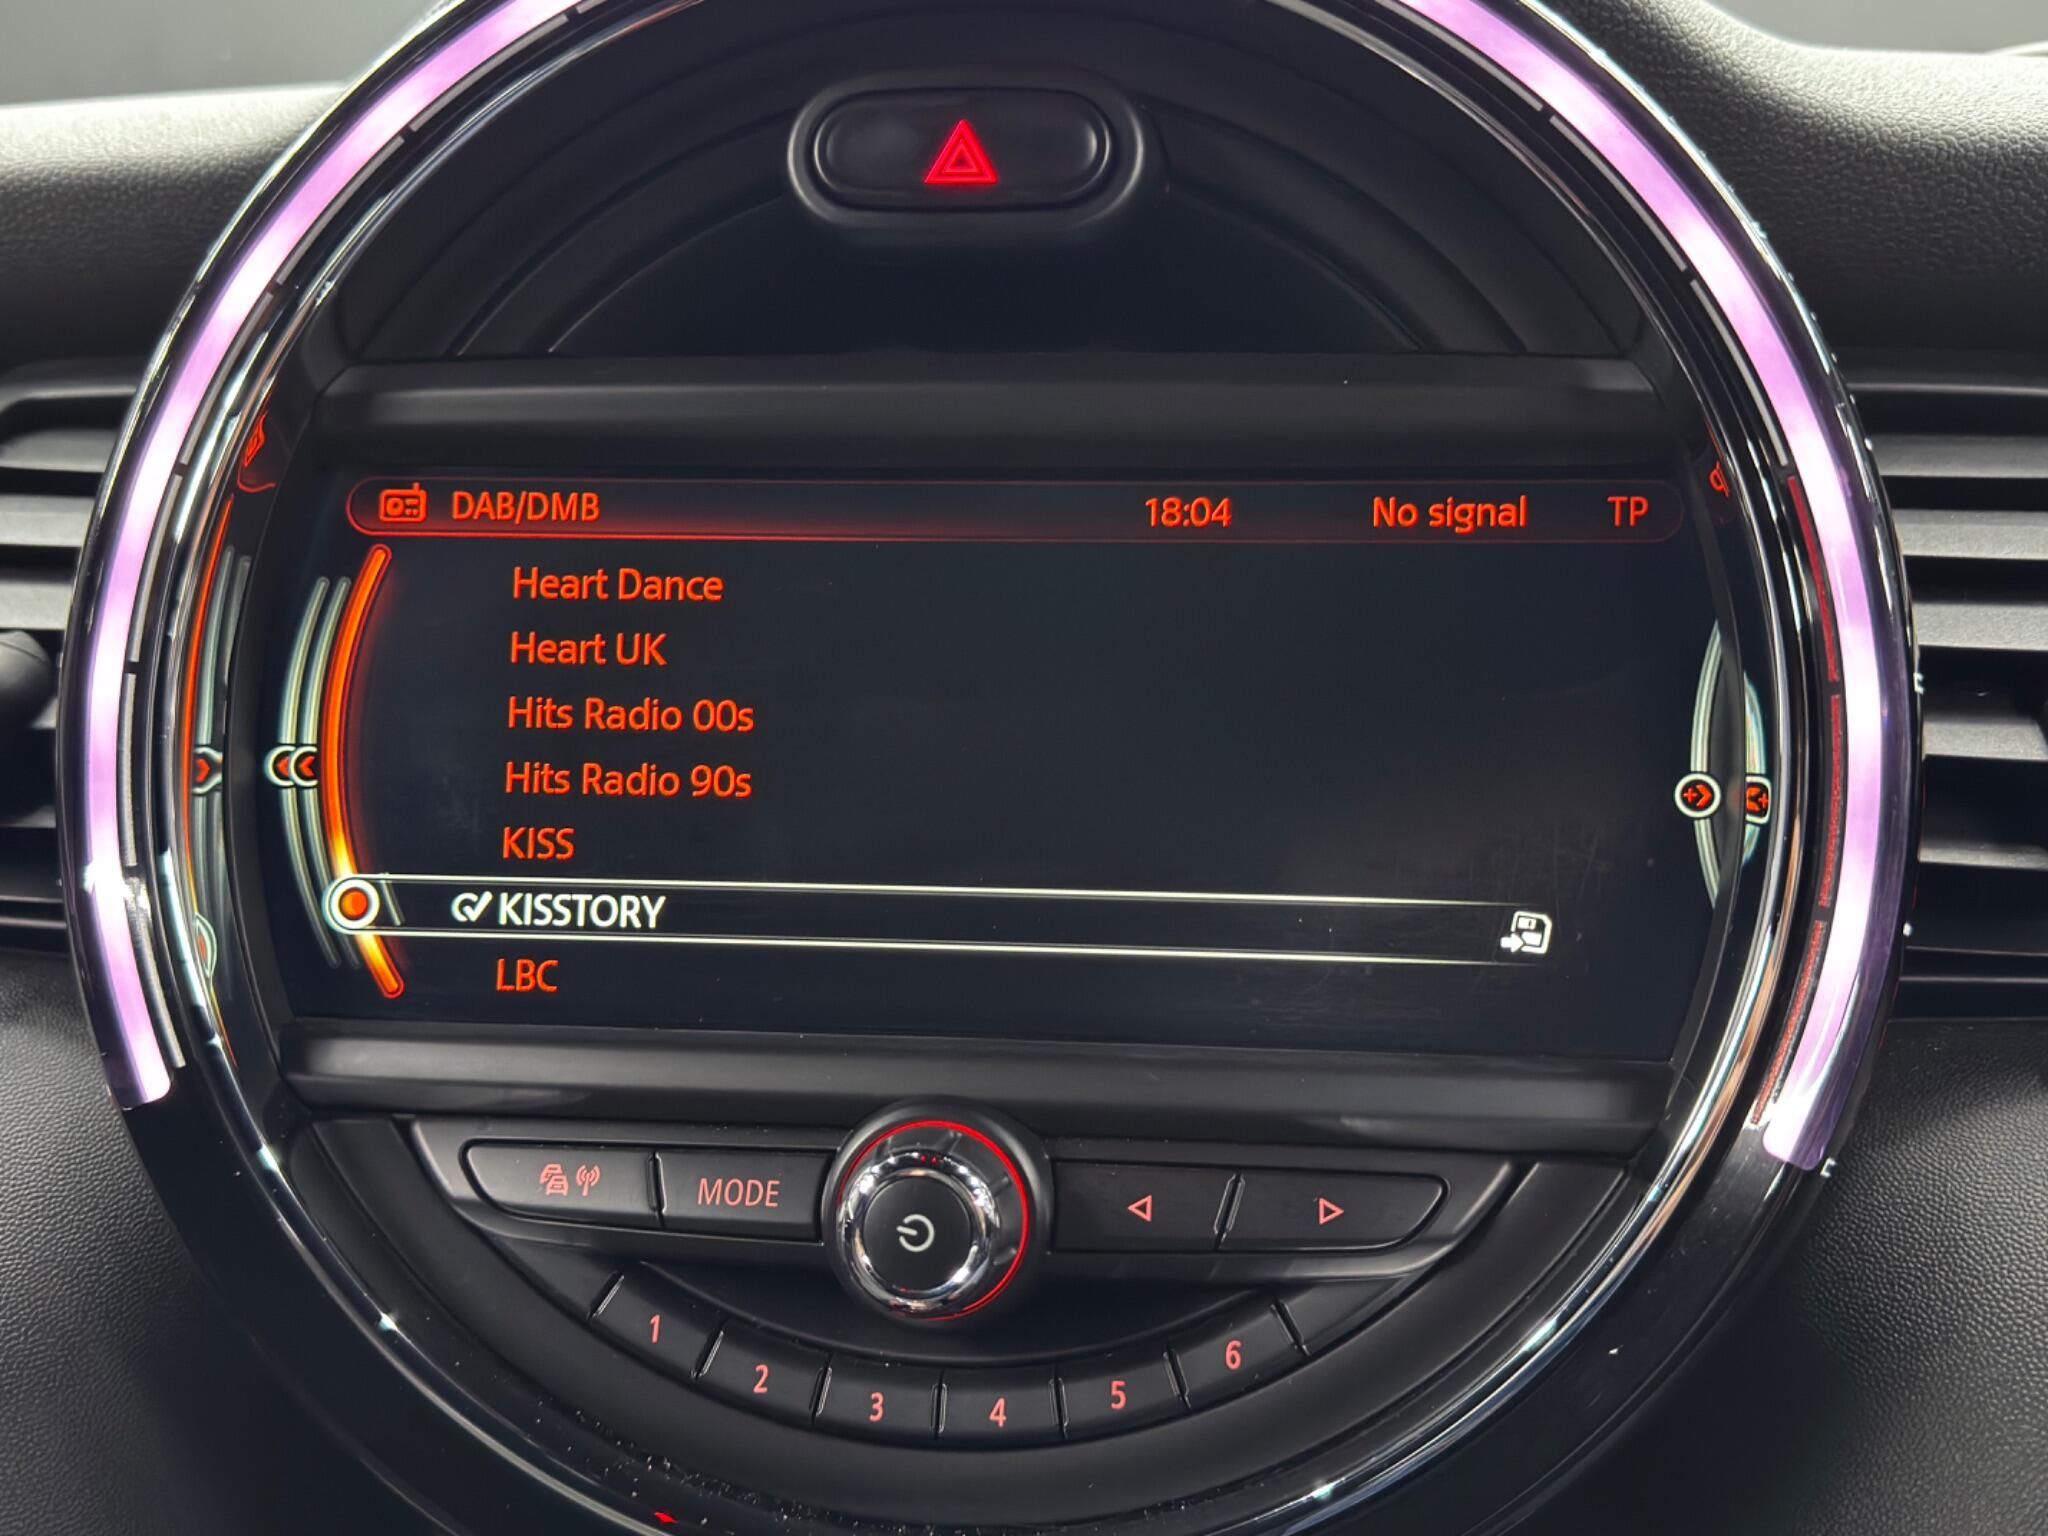 DAB/DMB 18:04 No signal TP
Heart Dance
Heart UK
Hits Radio 00s
Hits Radio 90s
KISS
KISSTORY
LBC
MODE
1 2 3 4 5 6